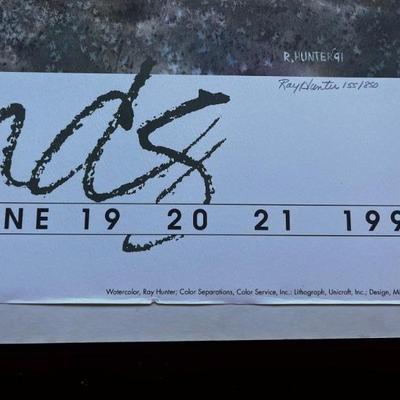 R.HUNTER'91
Ray Hunter 155/850
nds
NE 19 20 21 199
Watercolor, Ray Hunter; Color Separations, Color Service, Inc.; Lithograph, Unicraft, Inc.; Design, M